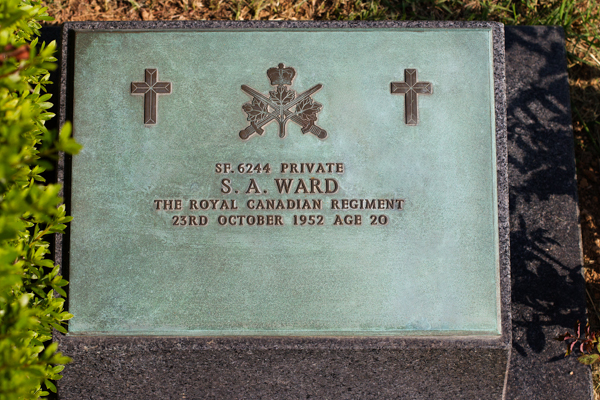 SF. 6244 PRIVATE
S. A. WARD
THE ROYAL CANADIAN REGIMENT
23RD OCTOBER 1952 AGE 20